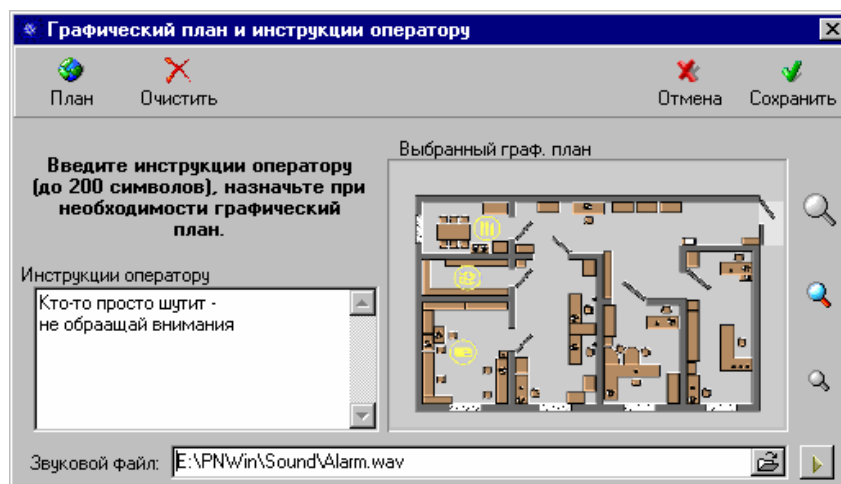 Графический план и инструкции оператору
План
Очистить
Отмена
Сохранить
Введите инструкции оператору
(до 200 символов), назначьте при
необходимости графический
план.
Выбранный граф. план
Инструкции оператору
Кто-то просто шутит -
не обраащай внимания
Звуковой файл:
E:\PNWin\Sound\Alarm.wav